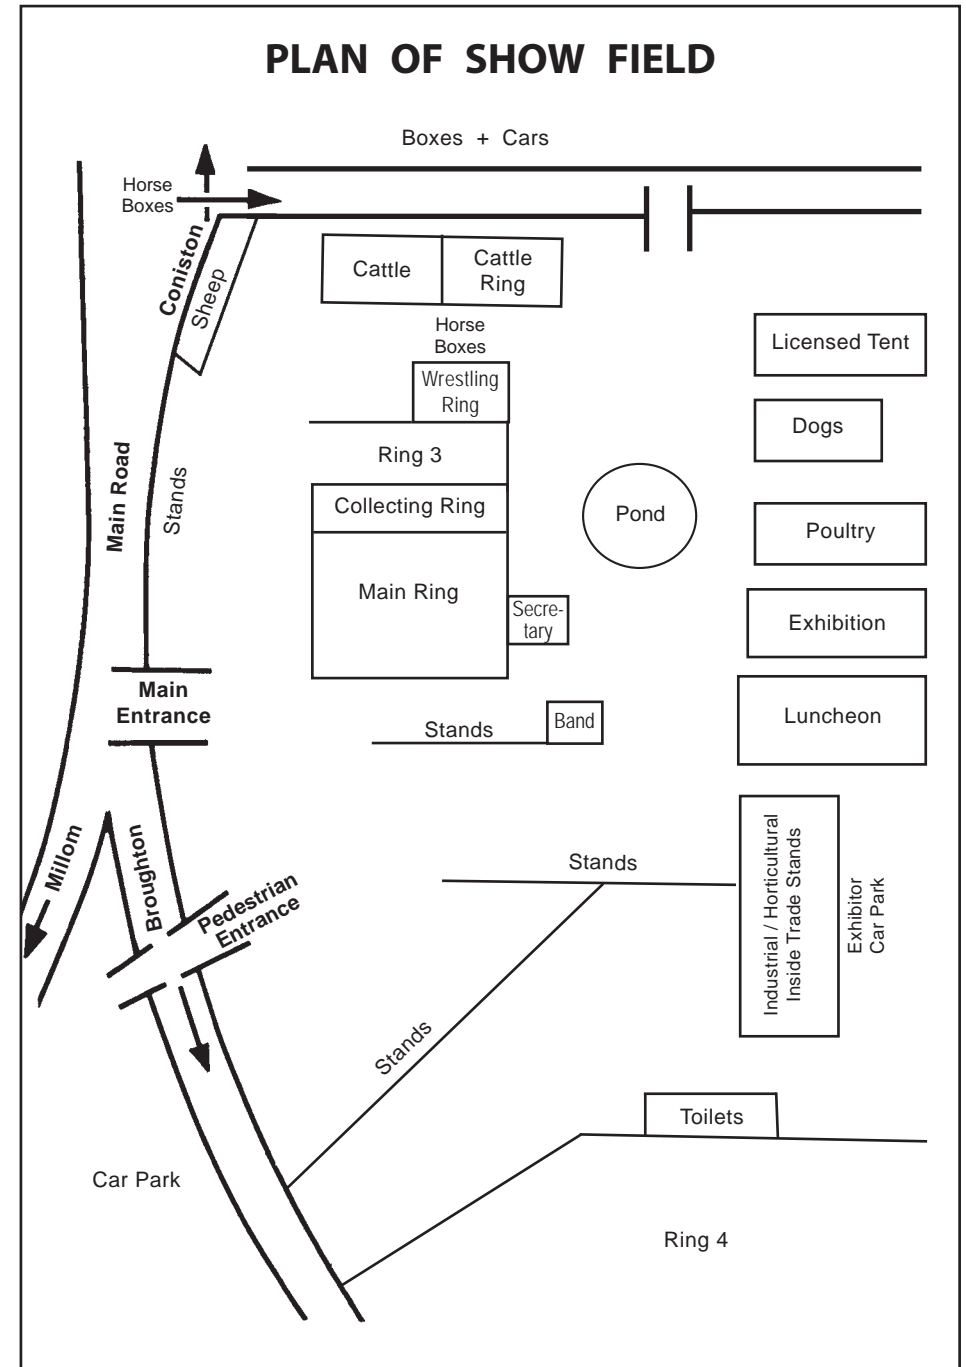 PLAN OF SHOW FIELD
Boxes + Cars
Horse
Boxes
Coniston
Sheep
Cattle
Cattle
Ring
Horse
Boxes
Licensed Tent
Wrestling
Ring
Dogs
Ring 3
Main Road
Stands
Collecting Ring
Pond
Poultry
Main Ring
Secre-
tary
Exhibition
Main
Entrance
Stands
Band
Luncheon
Millom
Broughton
Pedestrian
Entrance
Stands
Industrial / Horticultural
Inside Trade Stands
Exhibitor
Car Park
Stands
Toilets
Car Park
Ring 4